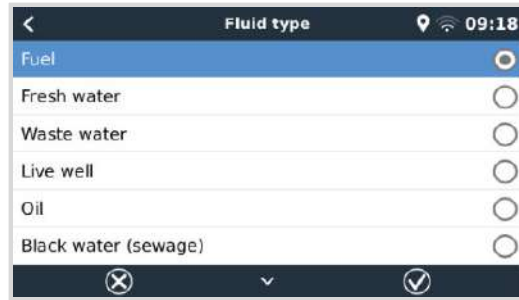 Fluid type 09:18
Fuel
Fresh water
Waste water
Live well
Oil
Black water (sewage)